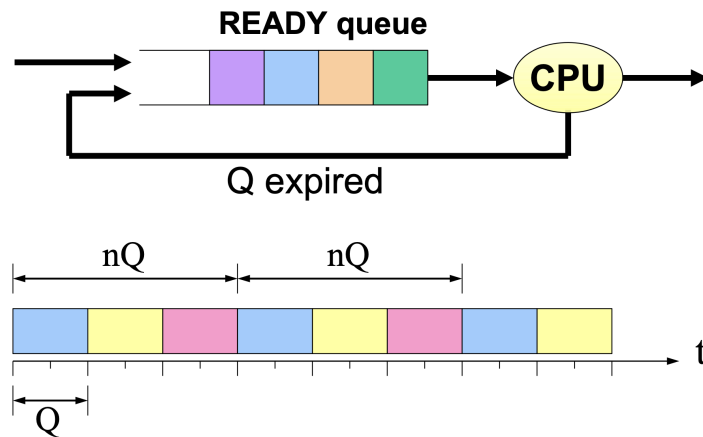 READY queue
CPU
Q expired
nQ nQ
t
Q